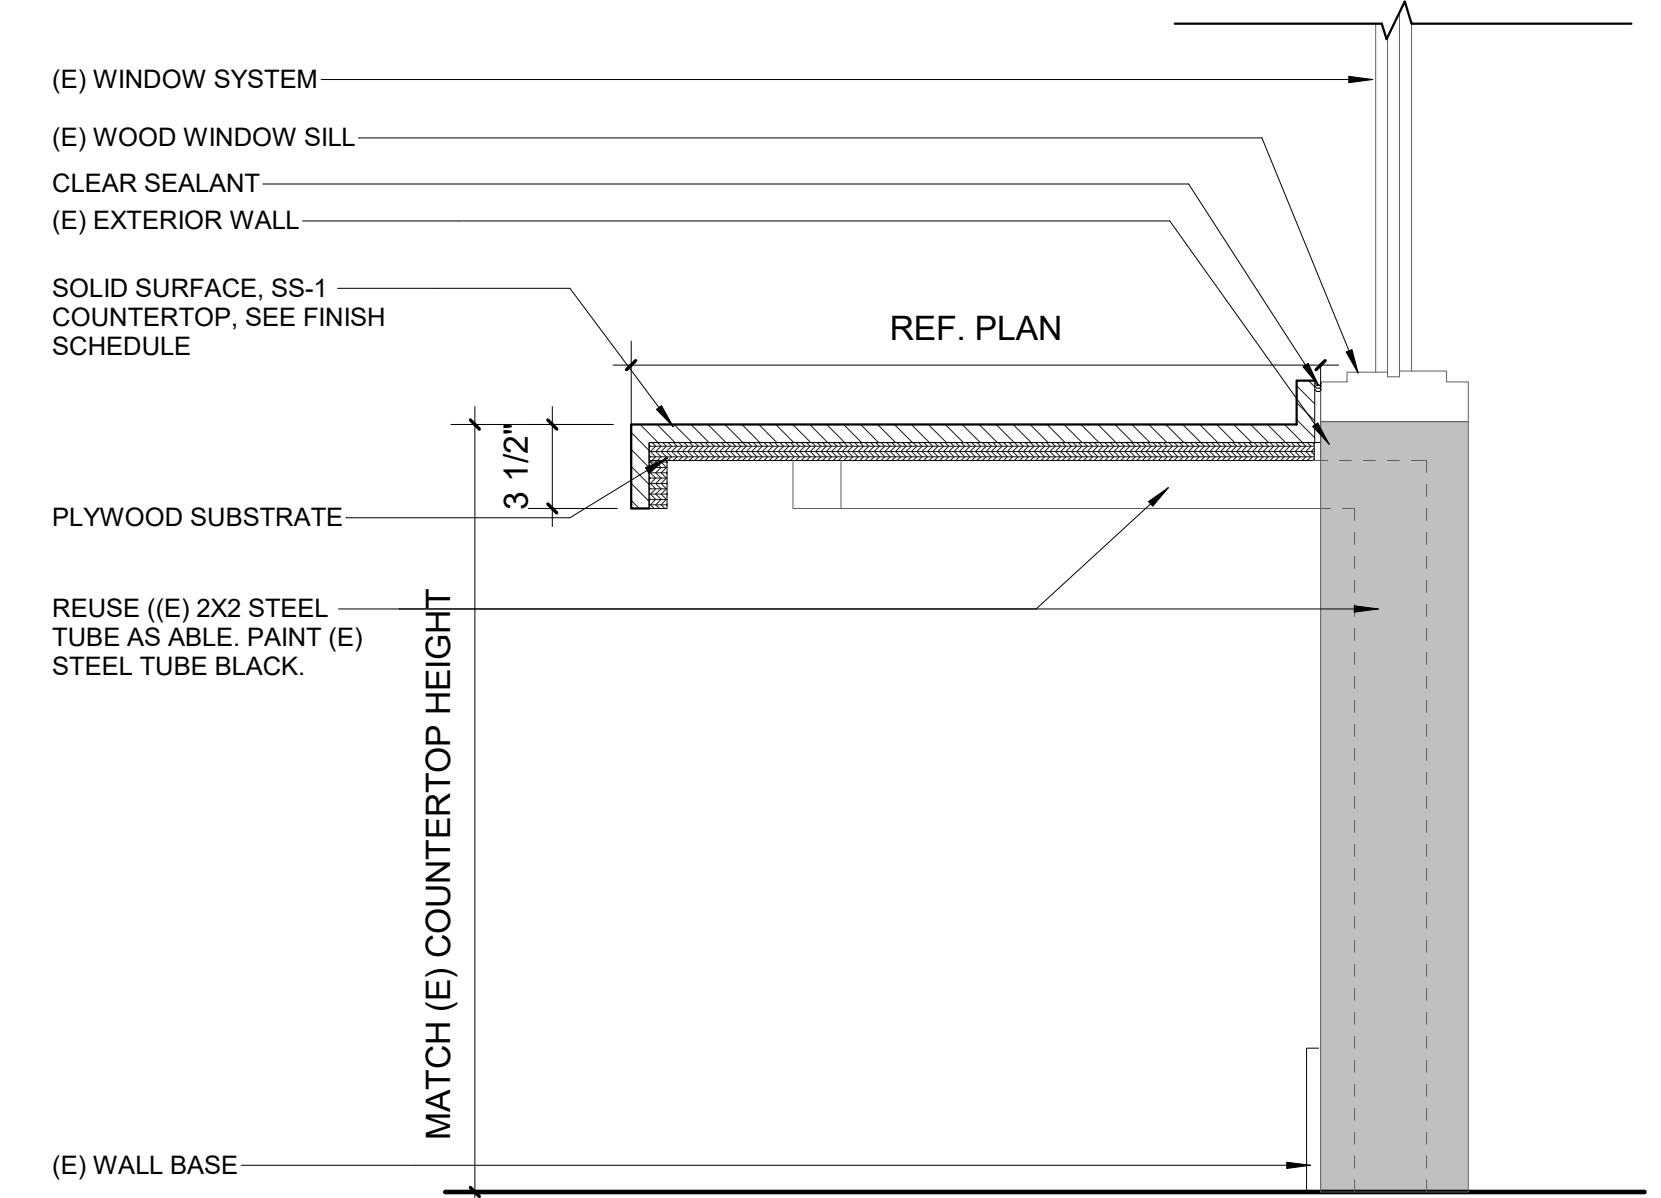 (E) WINDOW SYSTEM
(E) WOOD WINDOW SILL
CLEAR SEALANT
(E) EXTERIOR WALL
SOLID SURFACE, SS-1
COUNTERTOP, SEE FINISH
SCHEDULE
REF. PLAN
3 1/2"
PLYWOOD SUBSTRATE
REUSE ((E) 2X2 STEEL
TUBE AS ABLE. PAINT (E)
STEEL TUBE BLACK.
MATCH (E) COUNTERTOP HEIGHT
(E) WALL BASE